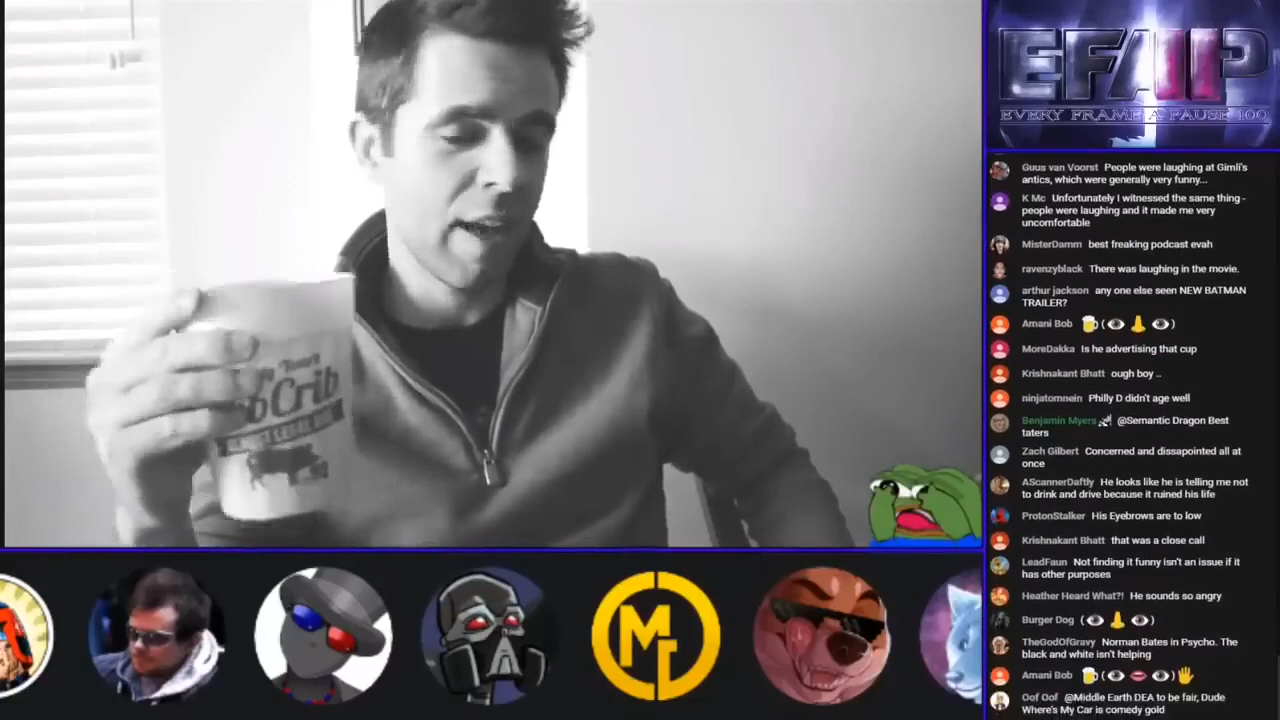 EFAP
EVERY FRAME A PAUSE 100
Guus van Voorst People were laughing at Gimli's
antics, which were generally very funny...
K Mc Unfortunately I witnessed the same thing -
people were laughing and it made me very
uncomfortable
MisterDamm best freaking podcast evah
ravenzyblack There was laughing in the movie.
arthur jackson any one else seen NEW BATMAN
TRAILER?
Amani Bob 🍺(👁👃👁)
MoreDakka Is he advertising that cup
Krishnakant Bhatt ough boy ..
ninjatomnein Philly D didn't age well
Benjamin Myers @Semantic Dragon Best
taters
Zach Gilbert Concerned and dissapointed all at
once
AScannerDaftly He looks like he is telling me not
to drink and drive because it ruined his life
ProtonStalker His Eyebrows are to low
Krishnakant Bhatt that was a close call
LeadFaun Not finding it funny isn't an issue if it
has other purposes
Heather Heard What?! He sounds so angry
Burger Dog (👁👃👁)
TheGodOfGravy Norman Bates in Psycho. The
black and white isn't helping
Amani Bob 🍺(👁👄👁)🤚
Oof Oof @Middle Earth DEA to be fair, Dude
Where's My Car is comedy gold
Crib